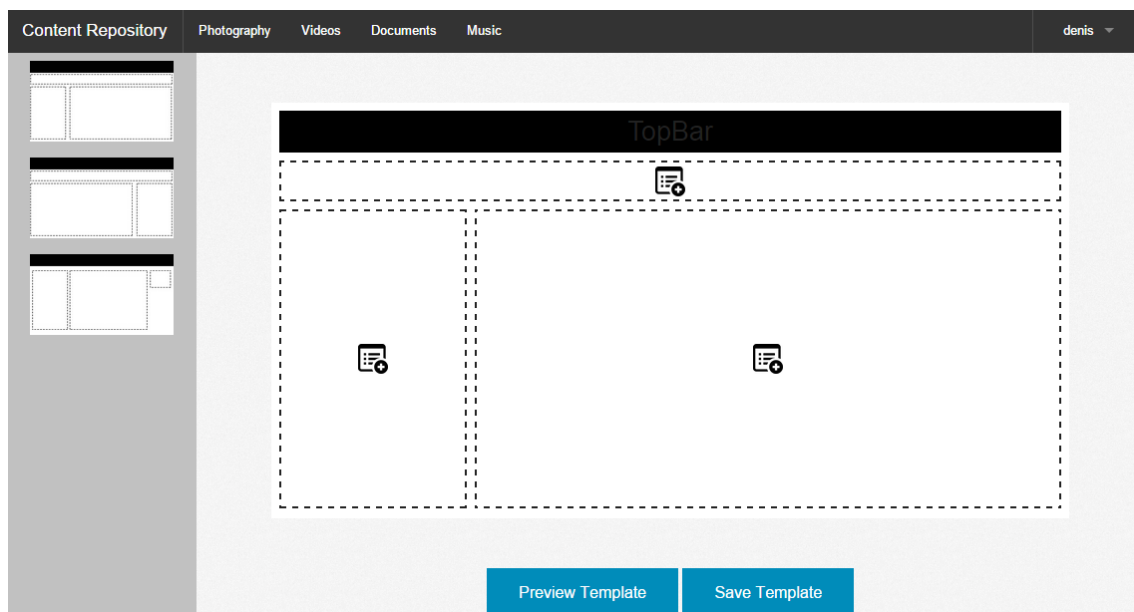 Content Repository Photography Videos Documents Music denis
TopBar
Preview Template Save Template